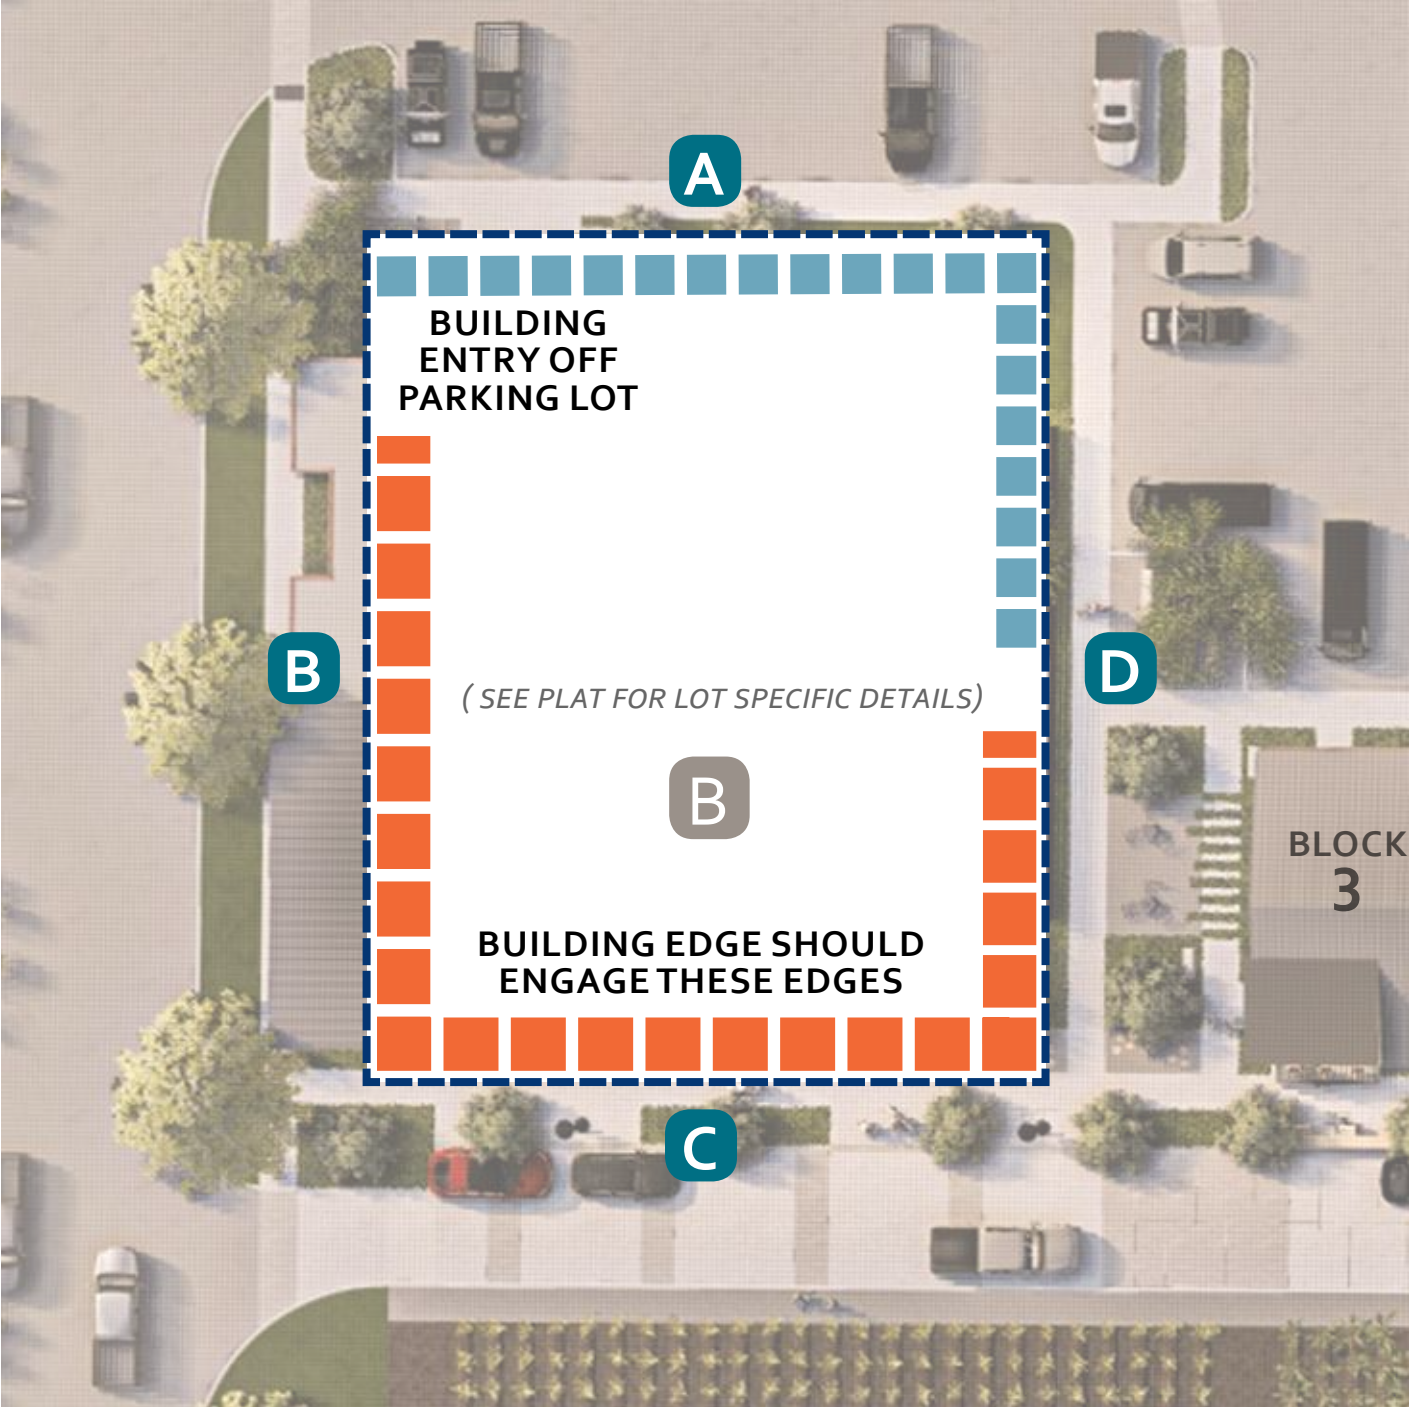 A
BUILDING
ENTRY OFF
PARKING LOT
B
D
( SEE PLAT FOR LOT SPECIFIC DETAILS)
B
BLOCK
3
BUILDING EDGE SHOULD
ENGAGE THESE EDGES
C